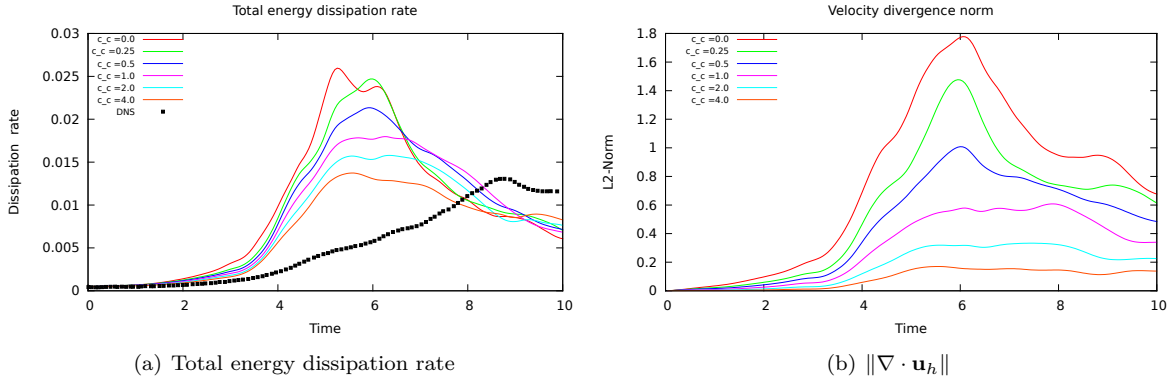 Total energy dissipation rate
c_c =0.0
c_c =0.25
c_c =0.5
c_c =1.0
c_c =2.0
c_c =4.0
DNS
0.03
0.025
0.02
0.015
0.01
0.005
0
Dissipation rate
0 2 4 6 8 10
Time
(a) Total energy dissipation rate
Velocity divergence norm
c_c =0.0
c_c =0.25
c_c =0.5
c_c =1.0
c_c =2.0
c_c =4.0
1.8
1.6
1.4
1.2
1
0.8
0.6
0.4
0.2
0
L2-Norm
0 2 4 6 8 10
Time
(b) ‖∇ · u_h‖